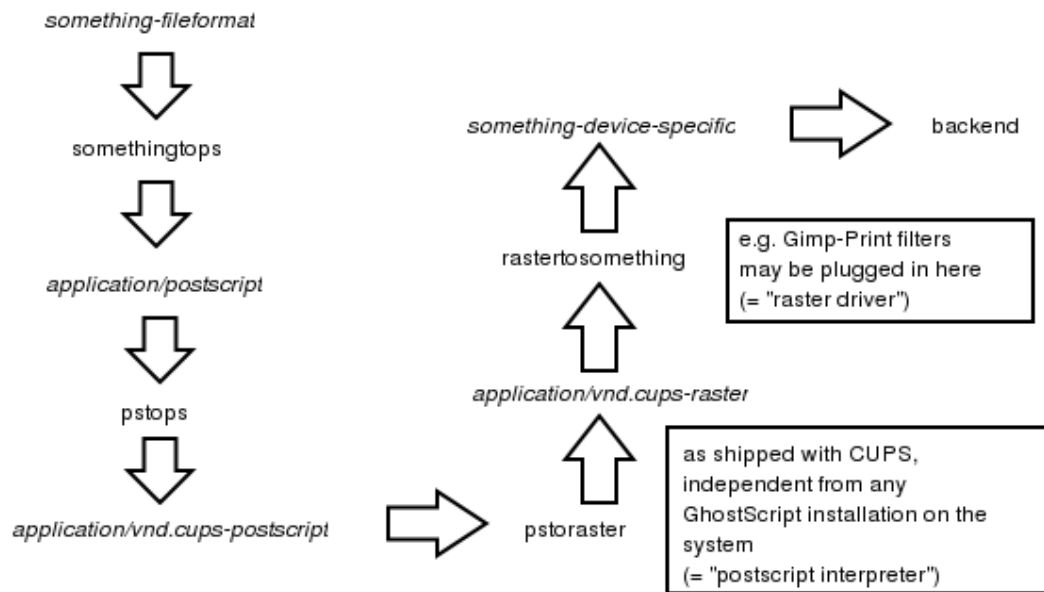 something-fileformat
somethingtops
application/postscript
pstops
application/vnd.cups-postscript
pstoraster
as shipped with CUPS,
independent from any
GhostScript installation on the
system
(= "postscript interpreter")
application/vnd.cups-raster
rastertosomething
e.g. Gimp-Print filters
may be plugged in here
(= "raster driver")
something-device-specific
backend